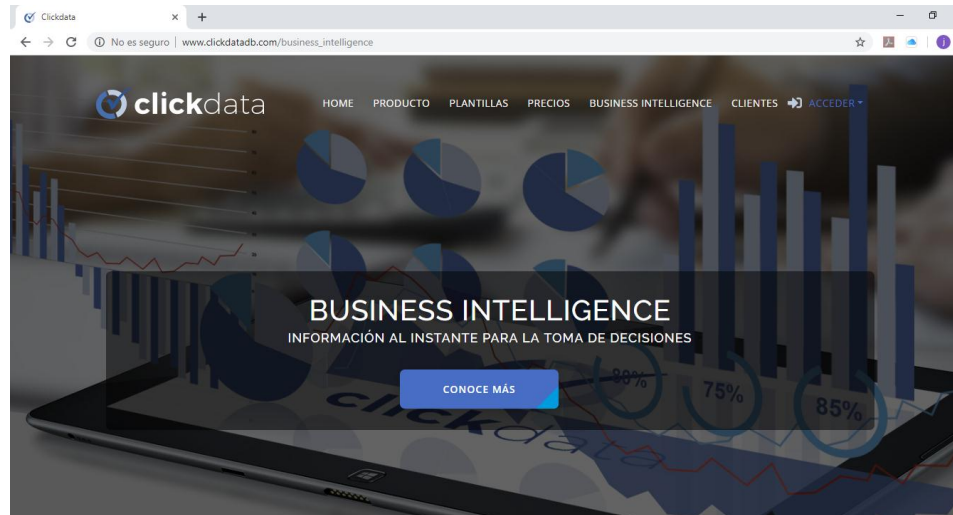 Clickdata
No es seguro | www.clickdatadb.com/business_intelligence
j
clickdata
HOME PRODUCTO PLANTILLAS PRECIOS BUSINESS INTELLIGENCE CLIENTES ACCEDER
BUSINESS INTELLIGENCE
INFORMACIÓN AL INSTANTE PARA LA TOMA DE DECISIONES
CONOCE MÁS
80% 75% 85%
clickdata